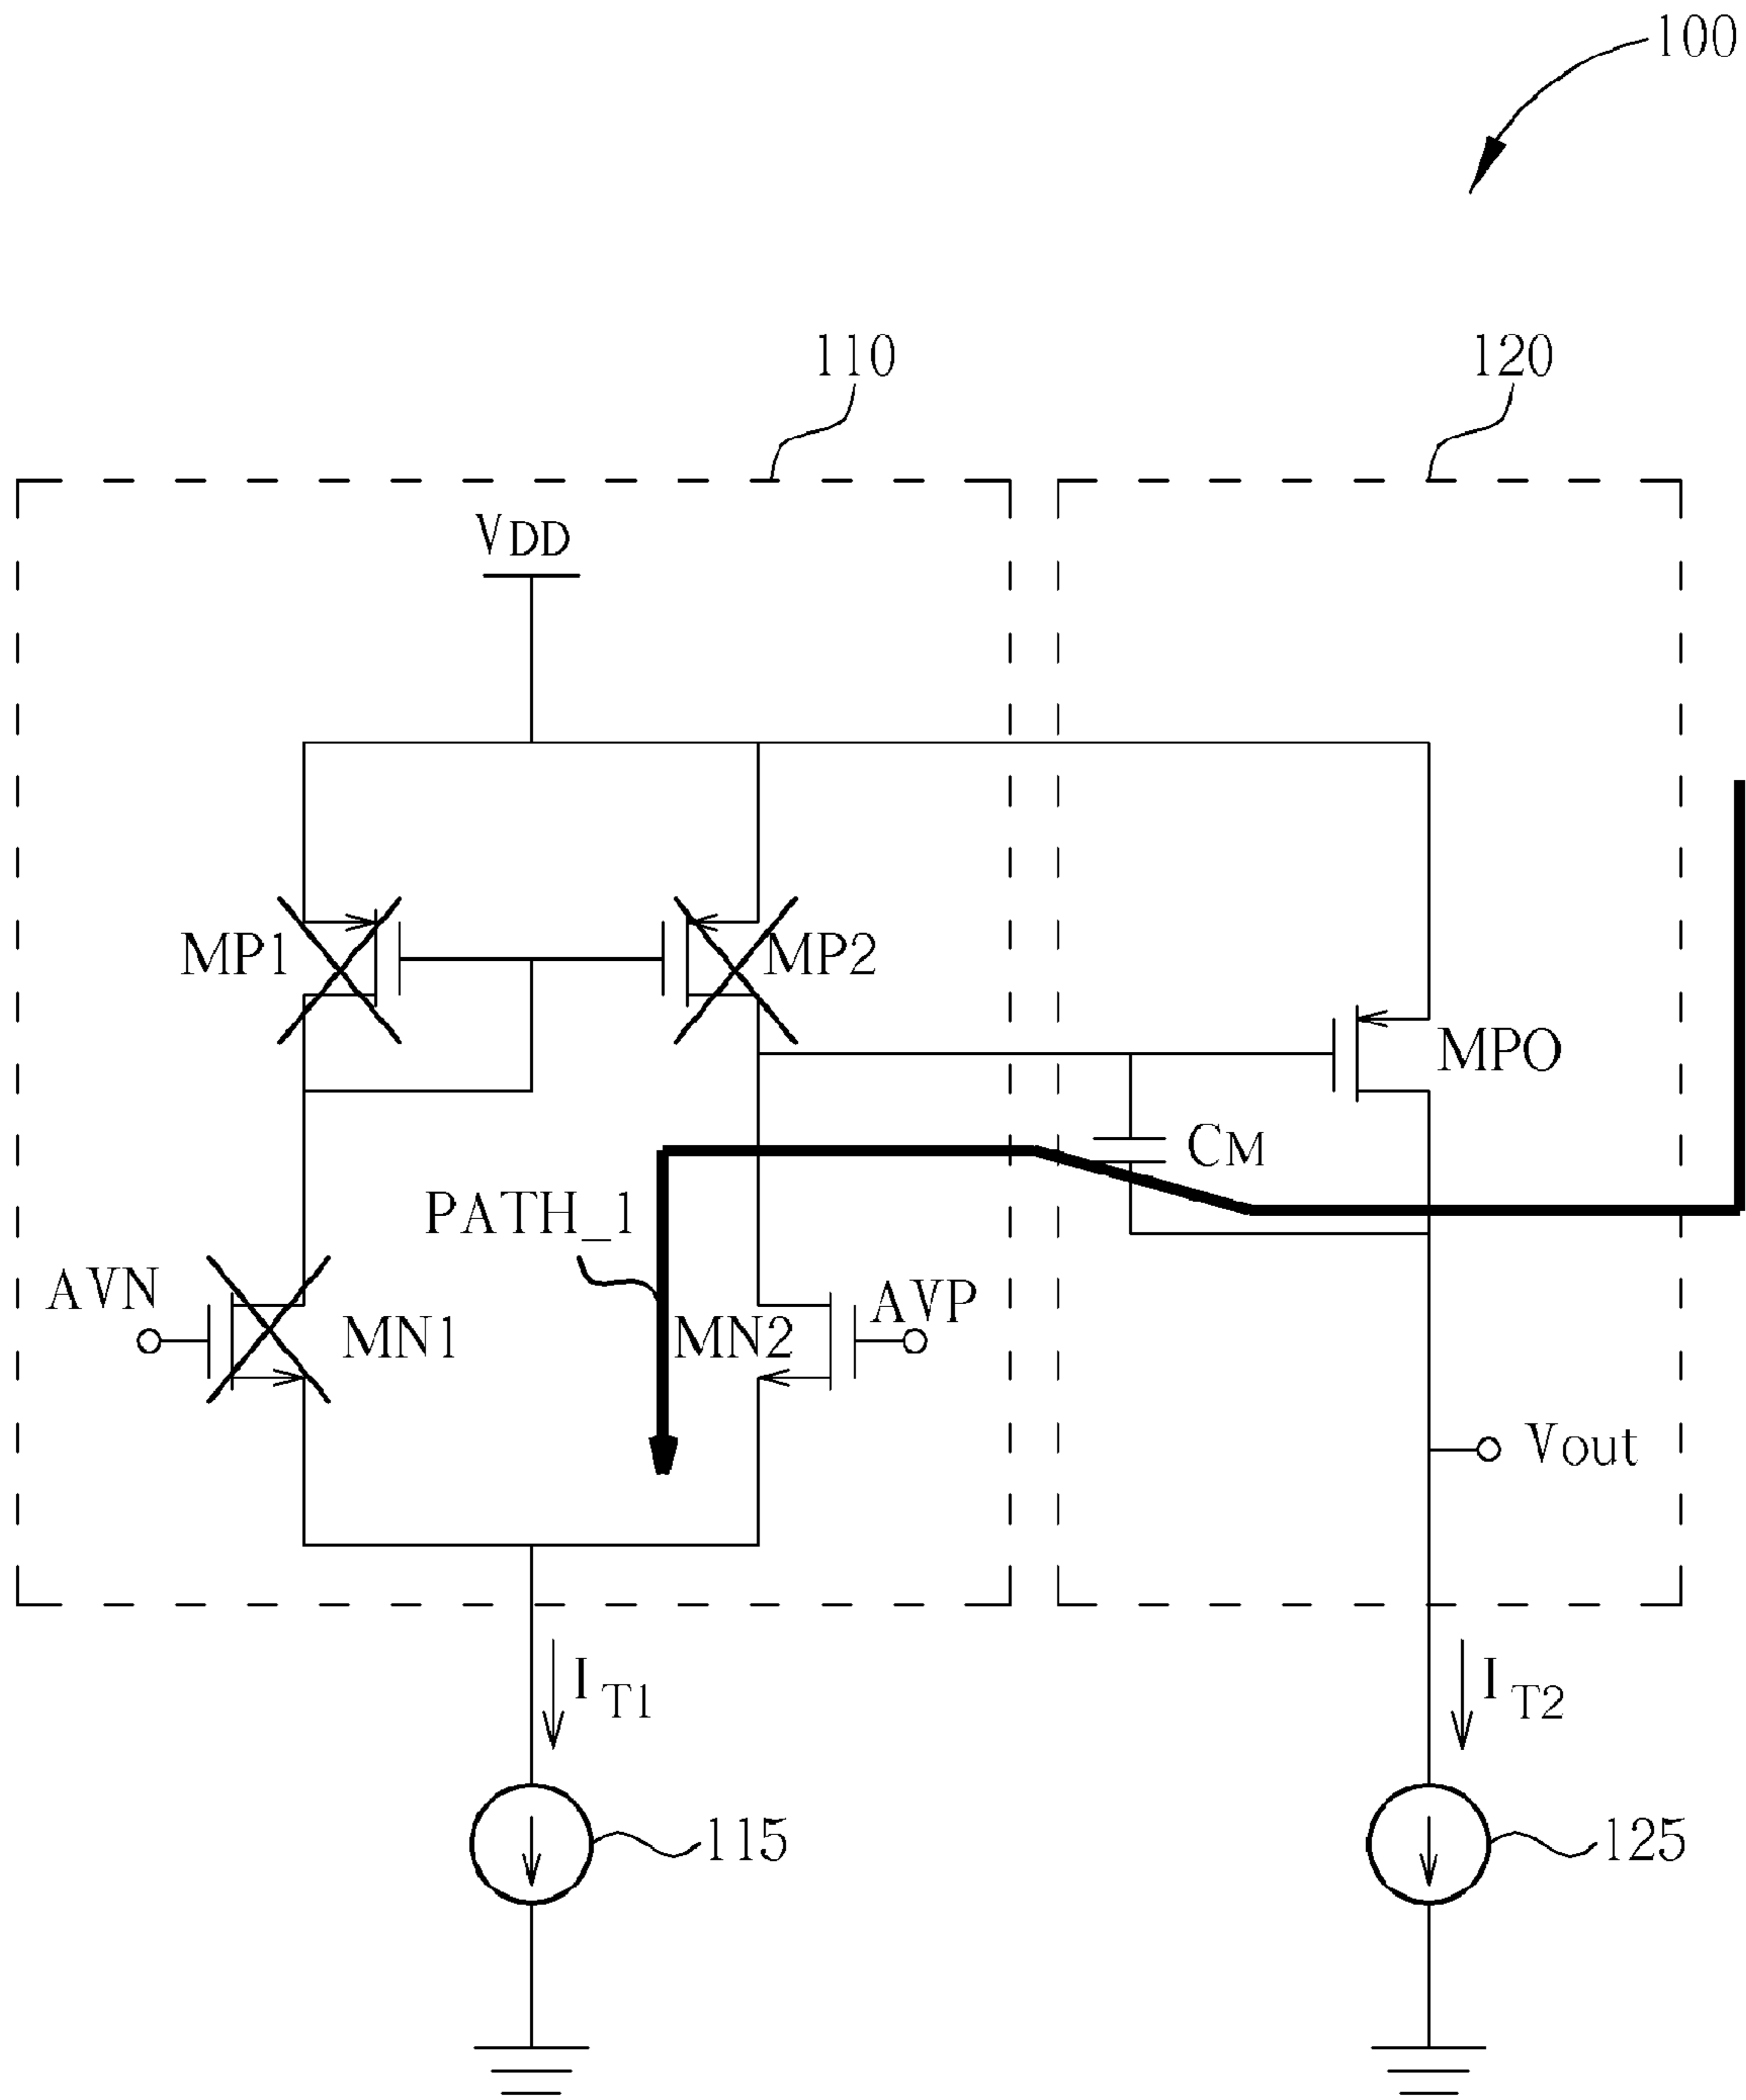 100
110
120
VDD
MP1
MP2
MPO
CM
PATH_1
AVN
MN1
MN2
AVP
Vout
IT1
IT2
115
125